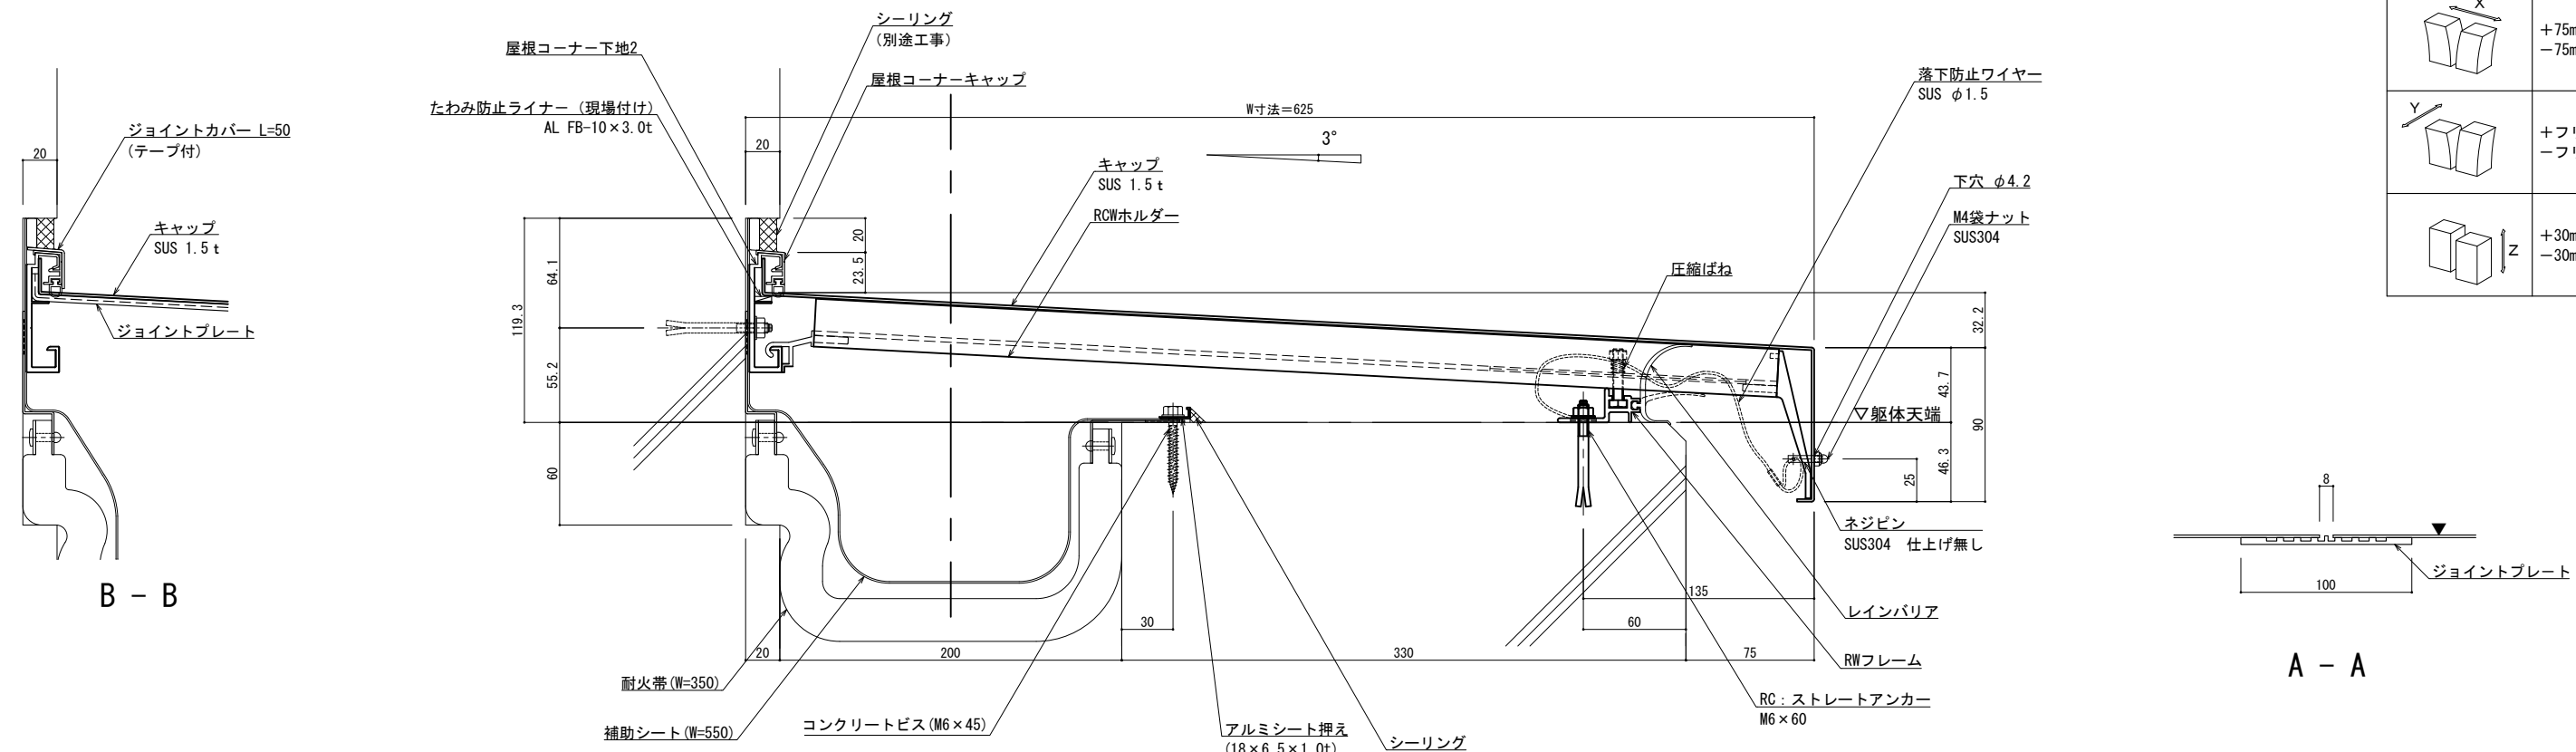 シーリング
(別途工事)
屋根コーナー下地2
屋根コーナーキャップ
たわみ防止ライナー (現場付け)
AL FB-10×3.0t
ジョイントカバー L=50
(テープ付)
20
キャップ
SUS 1.5 t
ジョイントプレート
B － B
W寸法＝625
20
3°
キャップ
SUS 1.5 t
RCWホルダー
落下防止ワイヤー
SUS φ1.5
下穴 φ4.2
M4袋ナット
SUS304
圧縮ばね
20
23.5
64.1
119.3
55.2
60
32.2
43.7
▽躯体天端
90
46.3
25
ネジピン
SUS304 仕上げ無し
135
レインバリア
30
60
20
200
330
75
RWフレーム
耐火帯(W=350)
RC：ストレートアンカー
M6×60
補助シート(W=550)
コンクリートビス(M6×45)
アルミシート押え
(18×6.5×1.0t)
シーリング
X
＋75m
－75m
Y
＋フリ
－フリ
Z
＋30m
－30m
8
ジョイントプレート
100
A － A